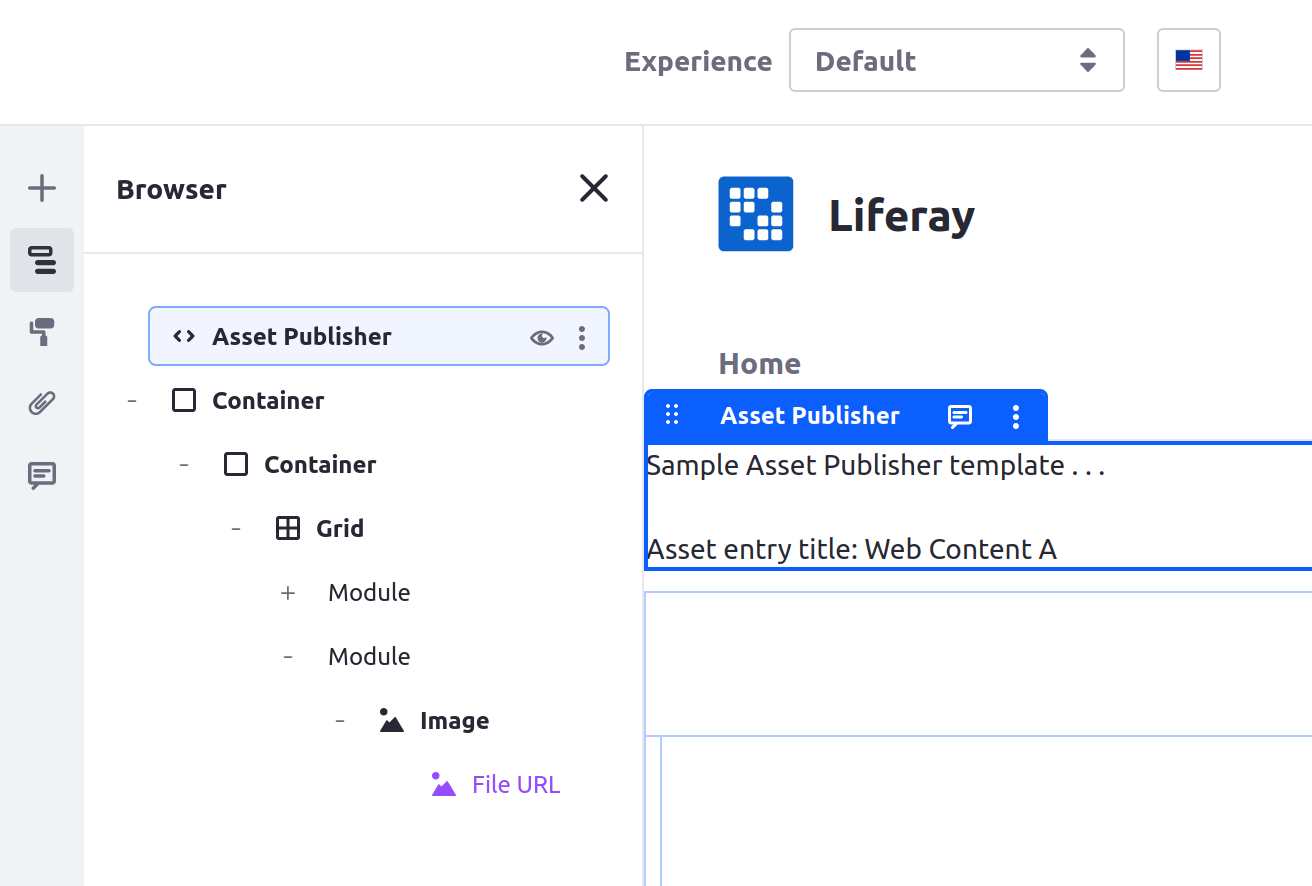 Experience
Default
Browser
Liferay
Asset Publisher
Container
Container
Grid
Module
Module
Image
File URL
Home
Asset Publisher
Sample Asset Publisher template . . .
Asset entry title: Web Content A